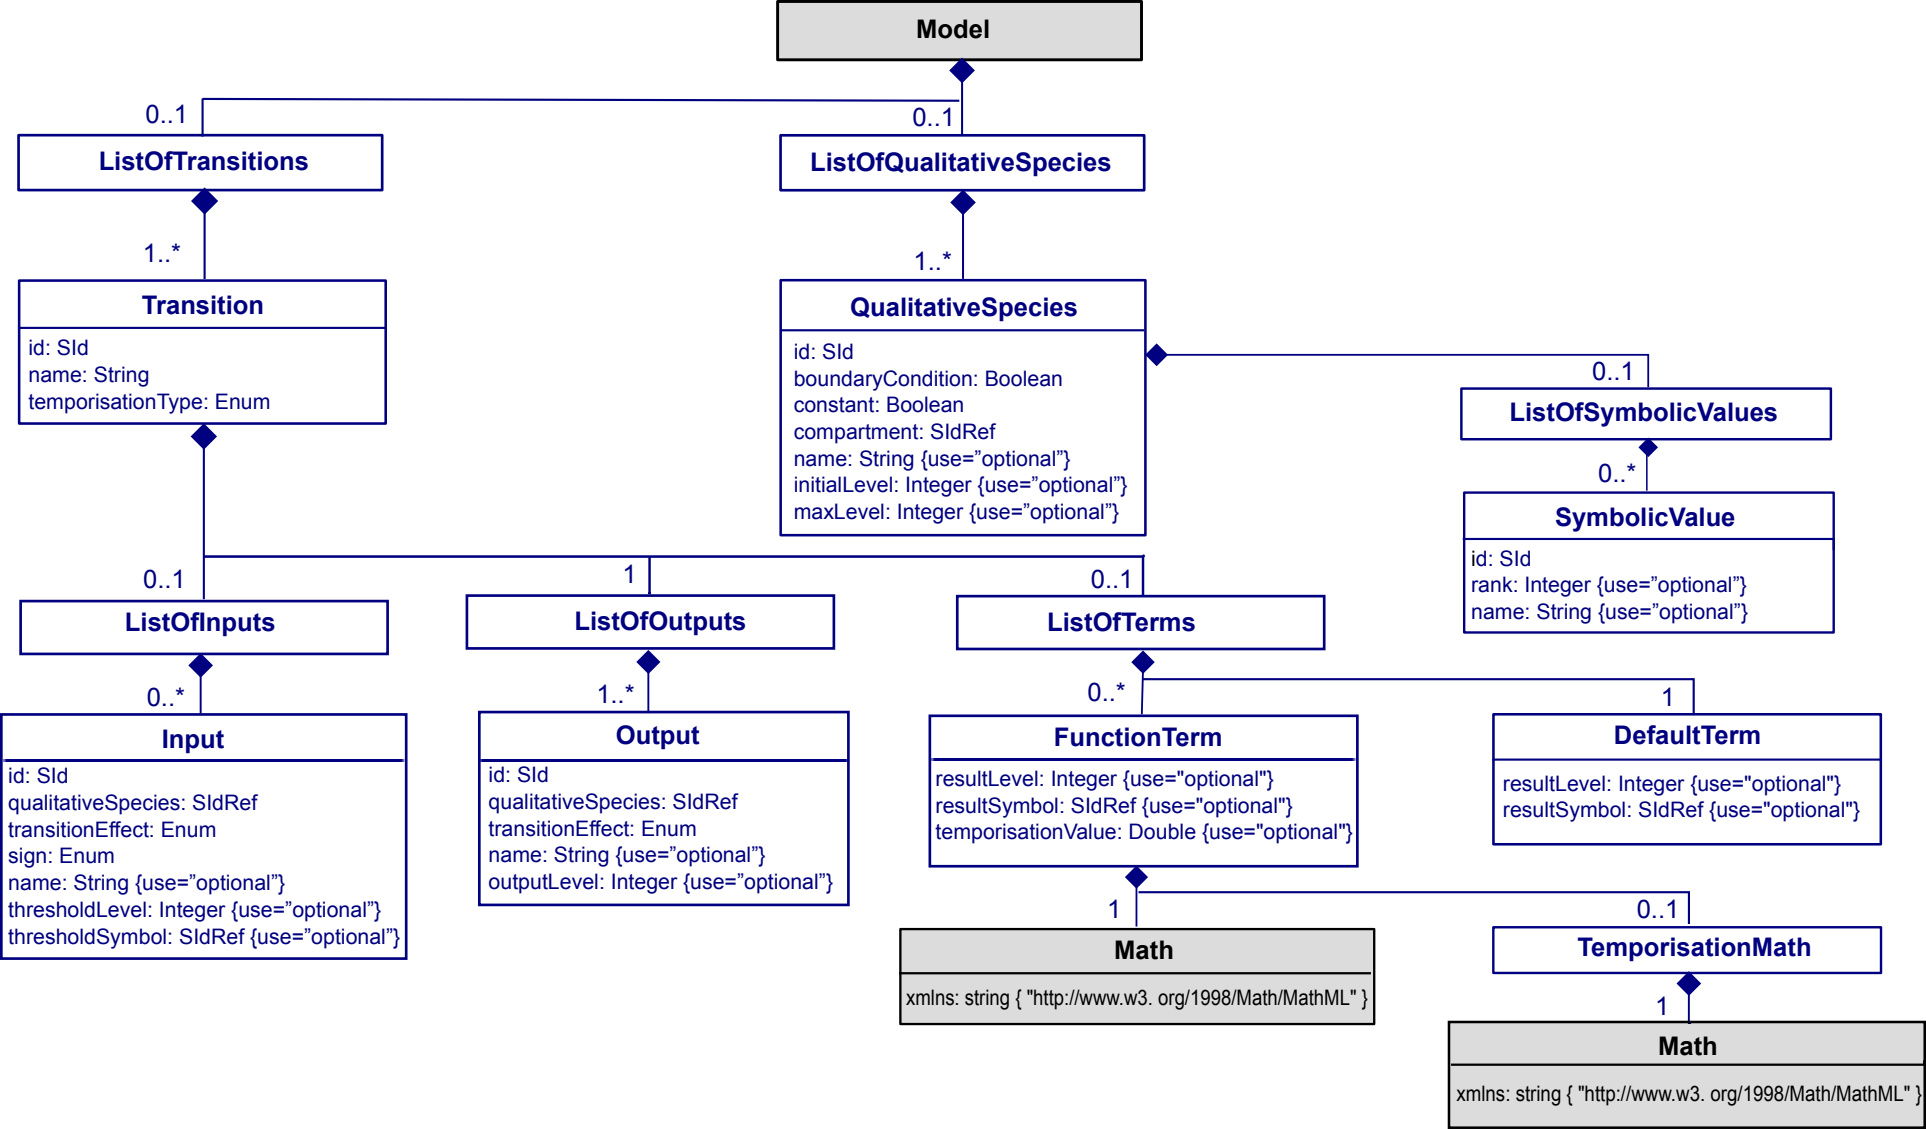 Model
0..1
0..1
ListOfTransitions
ListOfQualitativeSpecies
1..*
1..*
Transition
id: SId
name: String
temporisationType: Enum
QualitativeSpecies
id: SId
boundaryCondition: Boolean
constant: Boolean
compartment: SIdRef
name: String {use=”optional”}
initialLevel: Integer {use=”optional”}
maxLevel: Integer {use=”optional”}
0..1
ListOfSymbolicValues
0..*
SymbolicValue
id: SId
rank: Integer {use=”optional”}
name: String {use=”optional”}
0..1
1
0..1
ListOfInputs
ListOfOutputs
ListOfTerms
0..*
1..*
0..*
1
Input
id: SId
qualitativeSpecies: SIdRef
transitionEffect: Enum
sign: Enum
name: String {use=”optional”}
thresholdLevel: Integer {use=”optional”}
thresholdSymbol: SIdRef {use=”optional”}
Output
id: SId
qualitativeSpecies: SIdRef
transitionEffect: Enum
name: String {use=”optional”}
outputLevel: Integer {use=”optional”}
FunctionTerm
resultLevel: Integer {use="optional"}
resultSymbol: SIdRef {use="optional"}
temporisationValue: Double {use="optional"}
DefaultTerm
resultLevel: Integer {use="optional"}
resultSymbol: SIdRef {use="optional"}
1
0..1
Math
xmlns: string { "http://www.w3. org/1998/Math/MathML" }
TemporisationMath
1
Math
xmlns: string { "http://www.w3. org/1998/Math/MathML" }